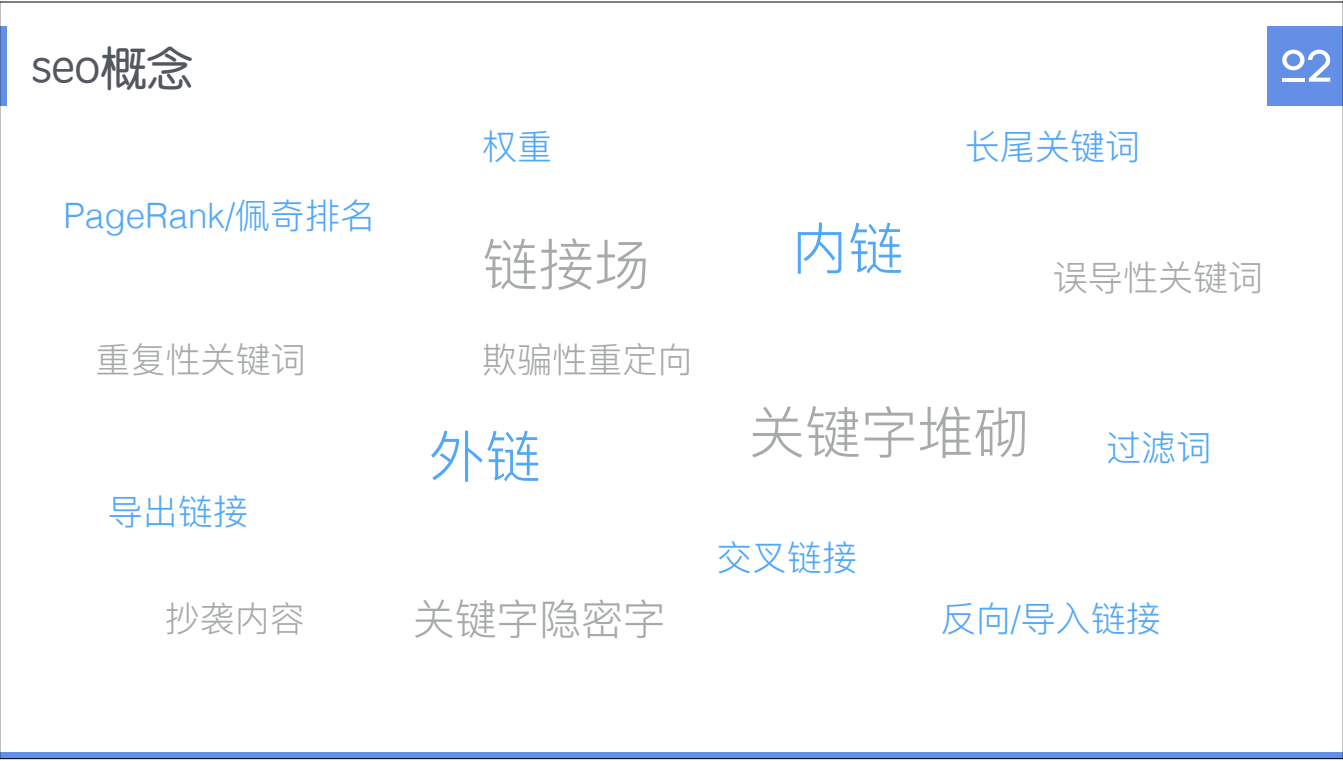 seo概念
02
权重
长尾关键词
PageRank/佩奇排名
内链
链接场
误导性关键词
重复性关键词
欺骗性重定向
关键字堆砌
外链
过滤词
导出链接
交叉链接
抄袭内容
关键字隐密字
反向/导入链接